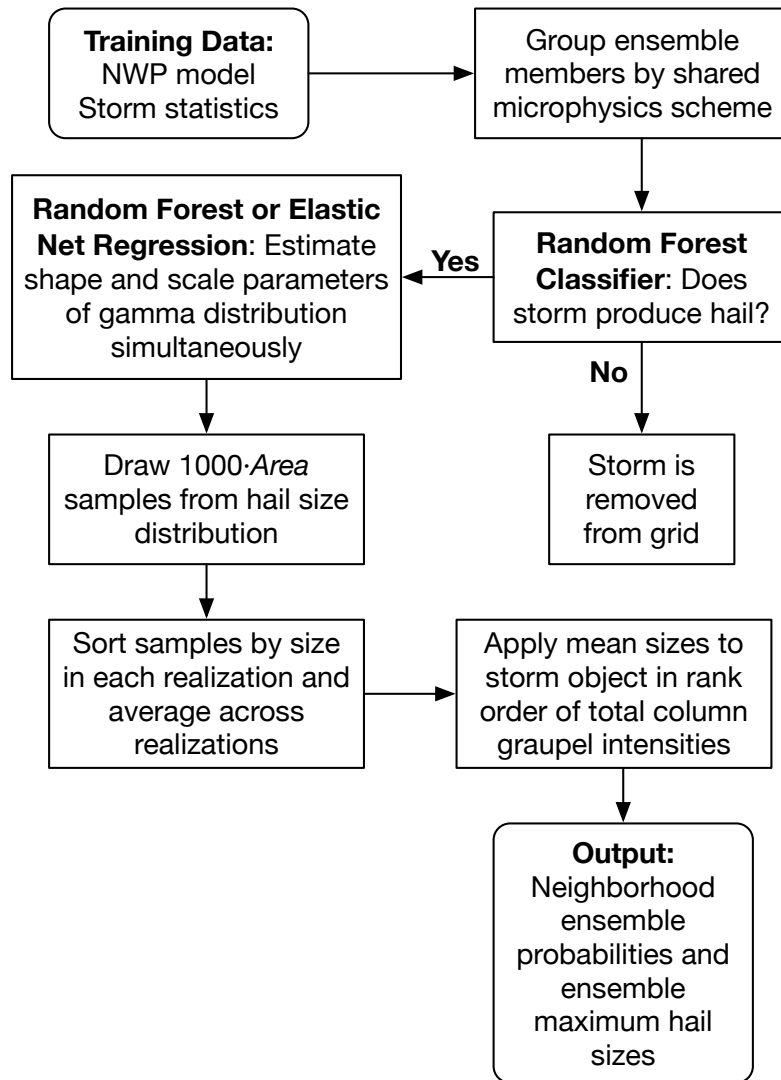 Training Data:
NWP model
Storm statistics
Group ensemble
members by shared
microphysics scheme
Random Forest
Classifier: Does
storm produce hail?
Yes
Random Forest or Elastic
Net Regression: Estimate
shape and scale parameters
of gamma distribution
simultaneously
No
Storm is
removed
from grid
Draw 1000·Area
samples from hail size
distribution
Sort samples by size
in each realization and
average across
realizations
Apply mean sizes to
storm object in rank
order of total column
graupel intensities
Output:
Neighborhood
ensemble
probabilities and
ensemble
maximum hail
sizes